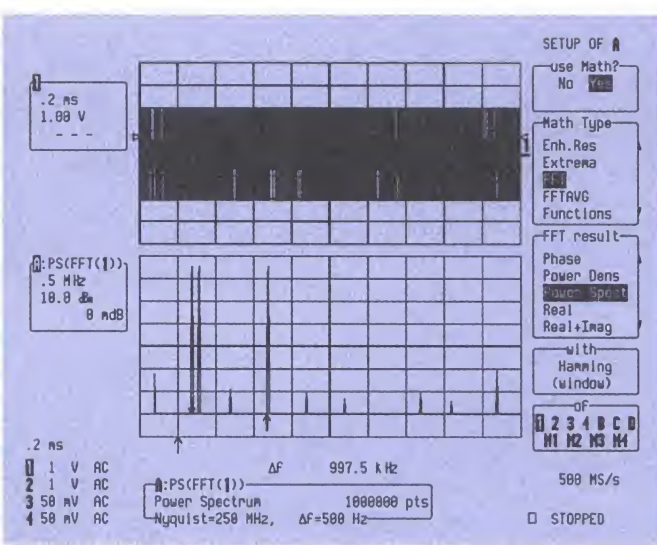 SETUP OF A
use Math?
No Yes
Math Type
Enh.Res
Extrema
FFT
FFTAVG
Functions
FFT result
Phase
Power Dens
Power Spect
Real
Real+Imag
with
Hamming
(window)
of
1 2 3 4 B C D
M1 M2 M3 M4
500 MS/s
□ STOPPED
1
.2 ms
1.00 V
- - -
1
A:PS(FFT(1))
.5 MHz
10.0 dBm
0 mdB
.2 ms
1 1 V AC
2 1 V AC
3 50 mV AC
4 50 mV AC
ΔF 997.5 kHz
A:PS(FFT(1))
Power Spectrum 1000000 pts
Nyquist=250 MHz, ΔF=500 Hz